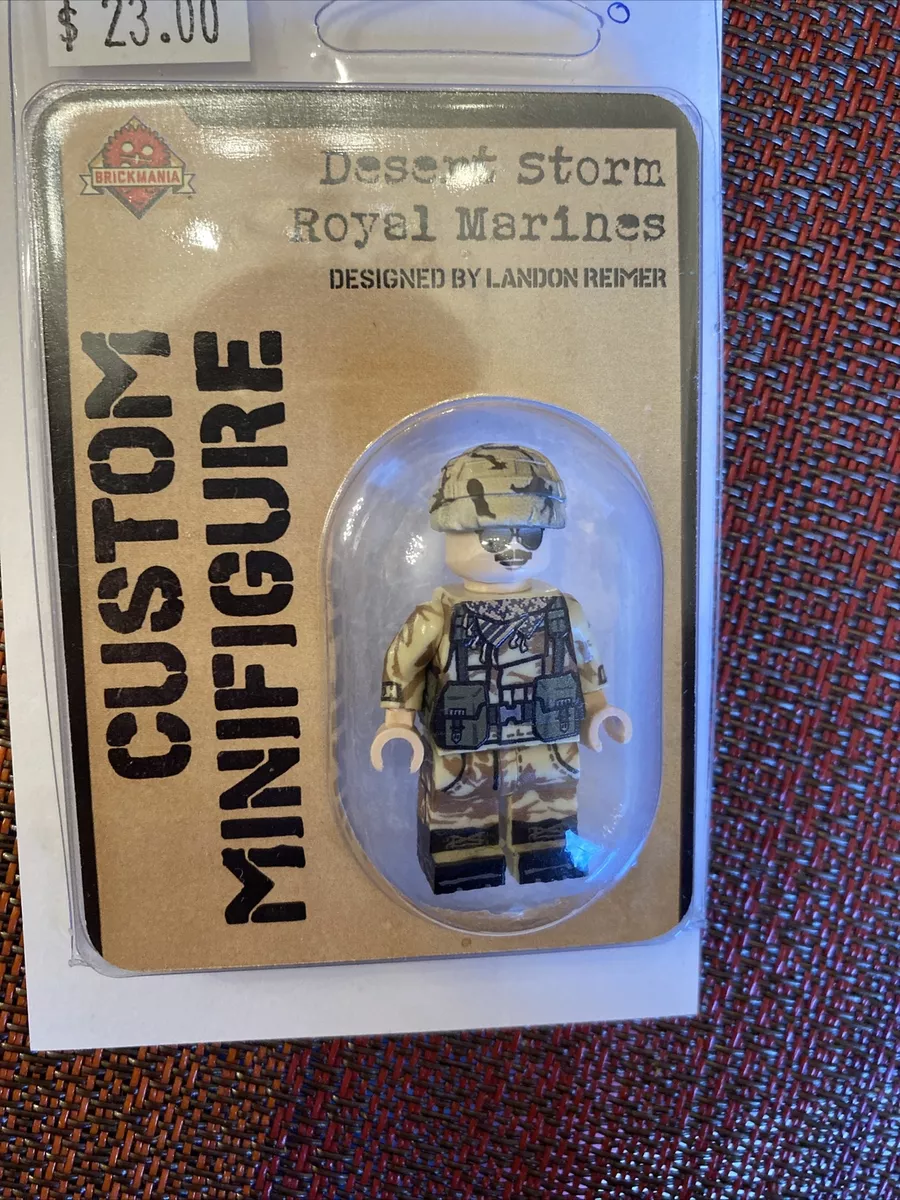 $ 23.00
BRICKMANIA
Desert Storm
Royal Marines
DESIGNED BY LANDON REIMER
CUSTOM
MINIFIGURE